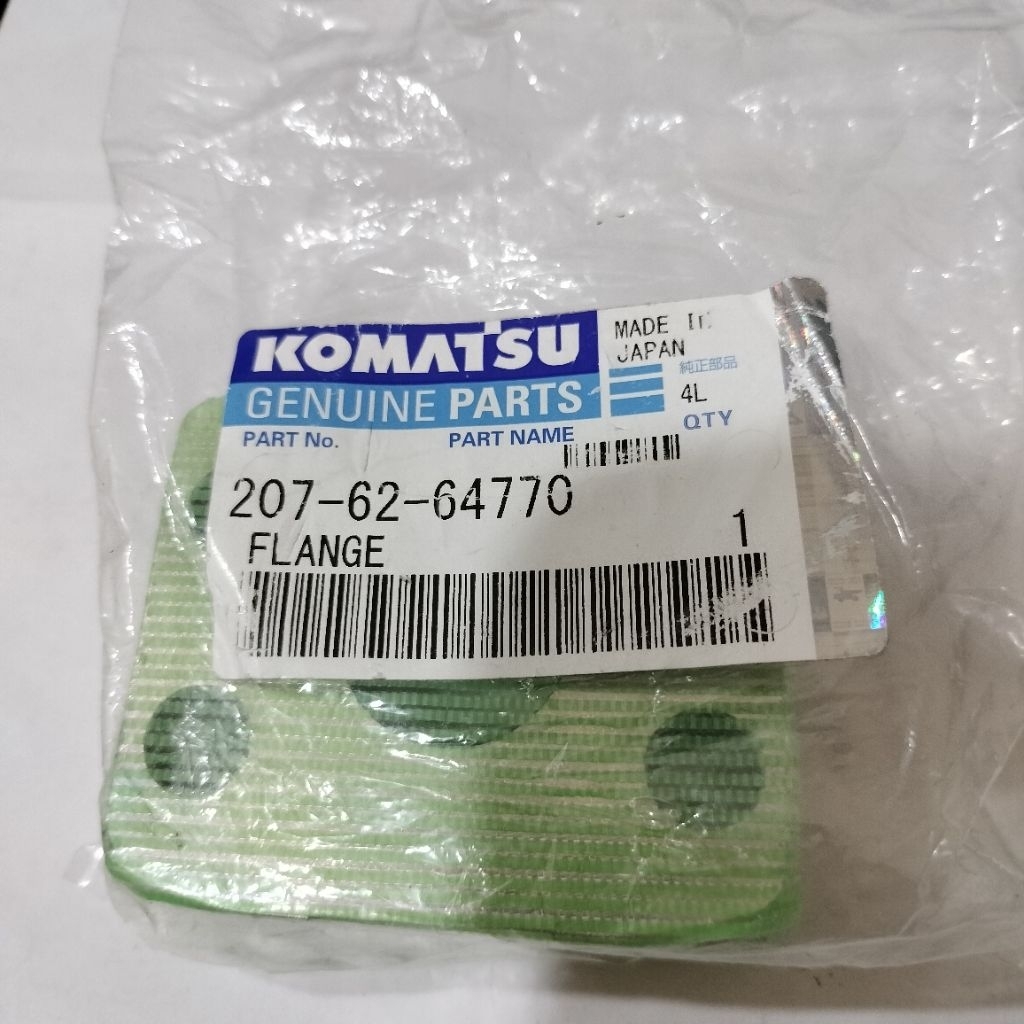 KOMATSU
GENUINE PARTS
MADE In
JAPAN
純正部品
4L
PART No.
PART NAME
QTY
207-62-64770
FLANGE
1